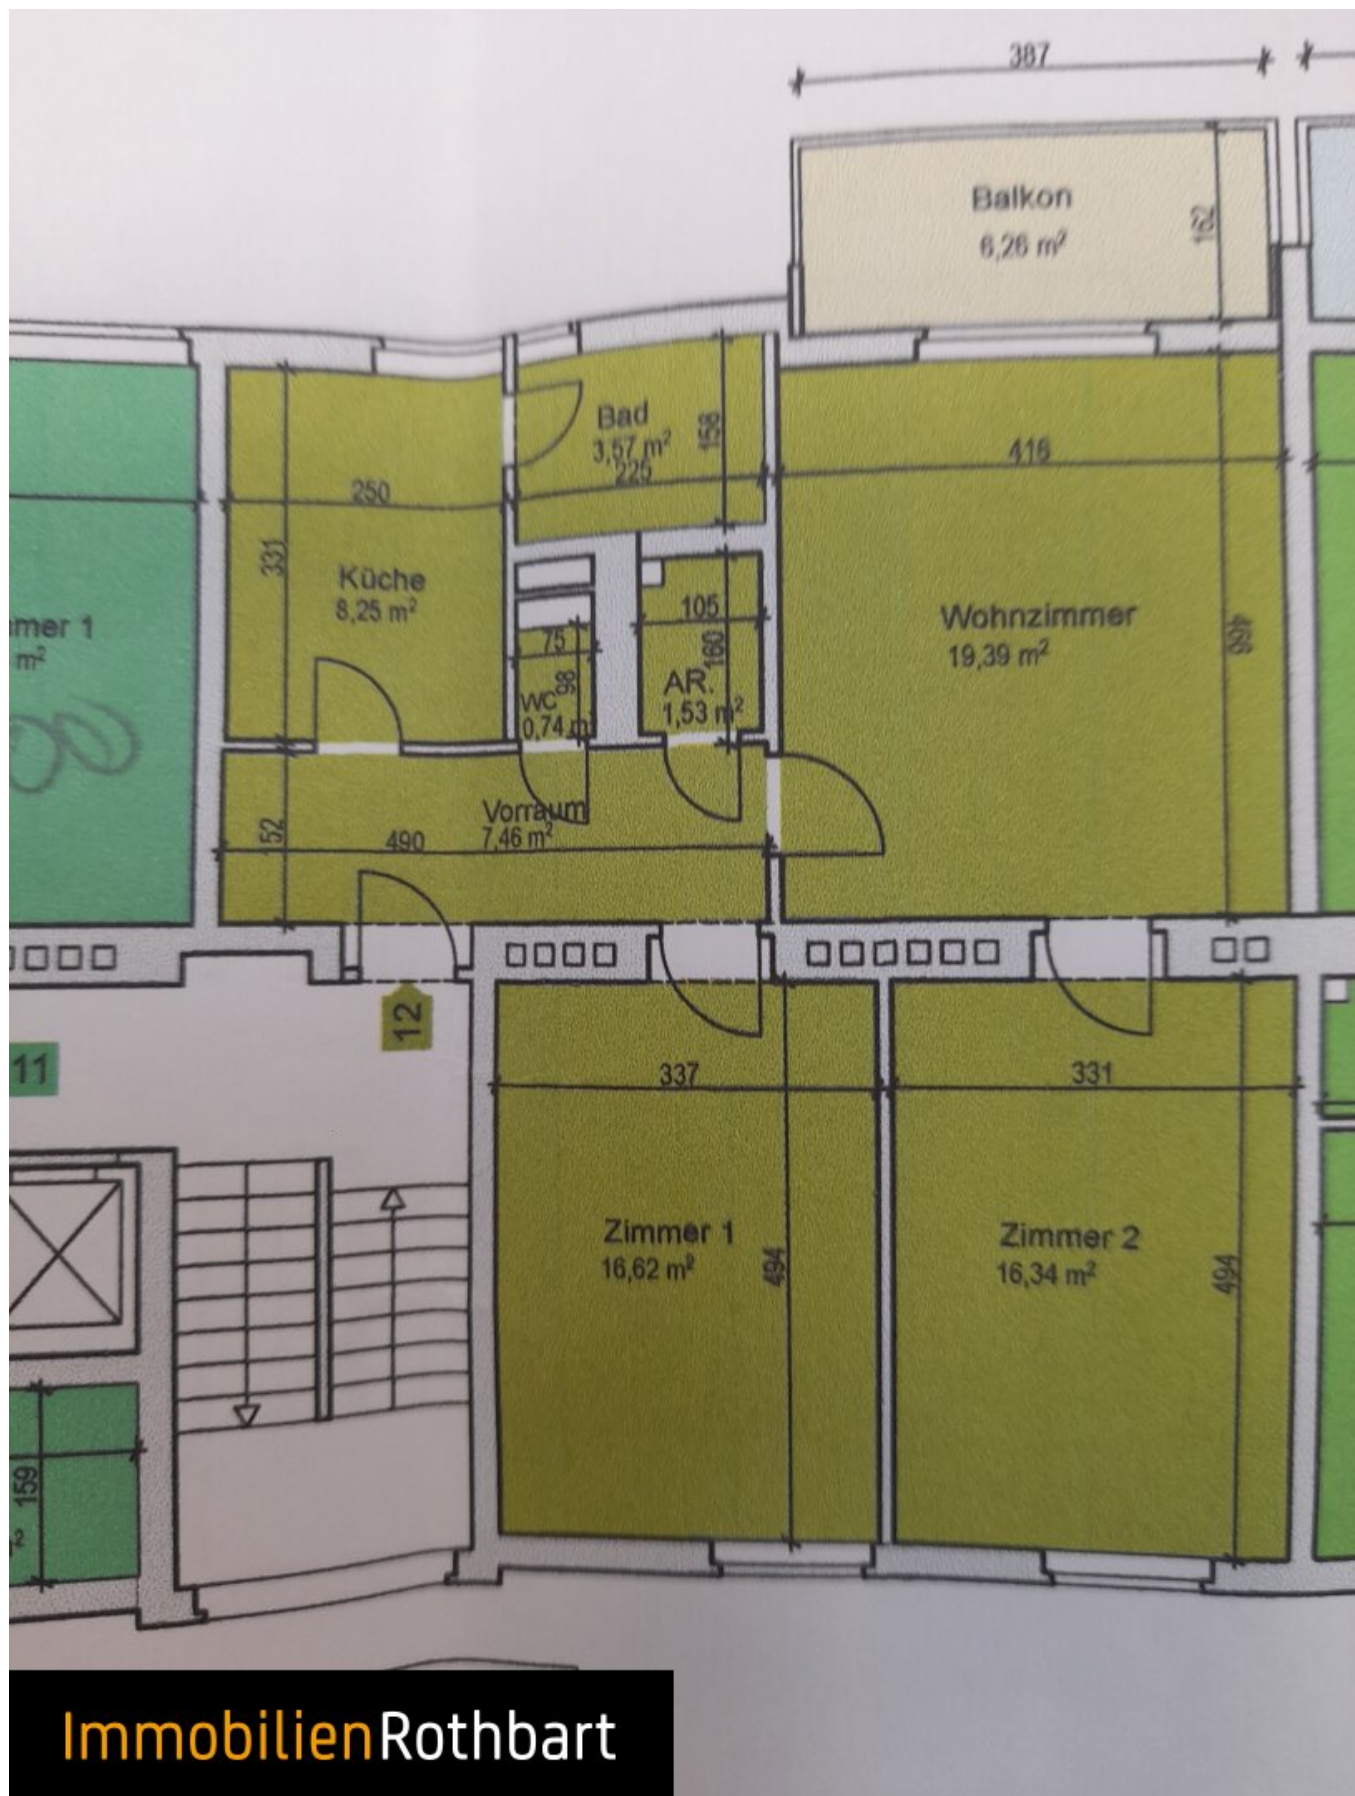 387
Balkon
6,26 m²
162
Bad
3,57 m²
158
225
416
250
331
Küche
8,25 m²
105
75
160
98
WC
0,74 m
AR.
1,53 m²
Wohnzimmer
19,39 m²
466
mmer 1
m²
Vorraum
7,46 m²
490
152
12
11
337
331
Zimmer 1
16,62 m²
494
Zimmer 2
16,34 m²
494
159
ImmobilienRothbart